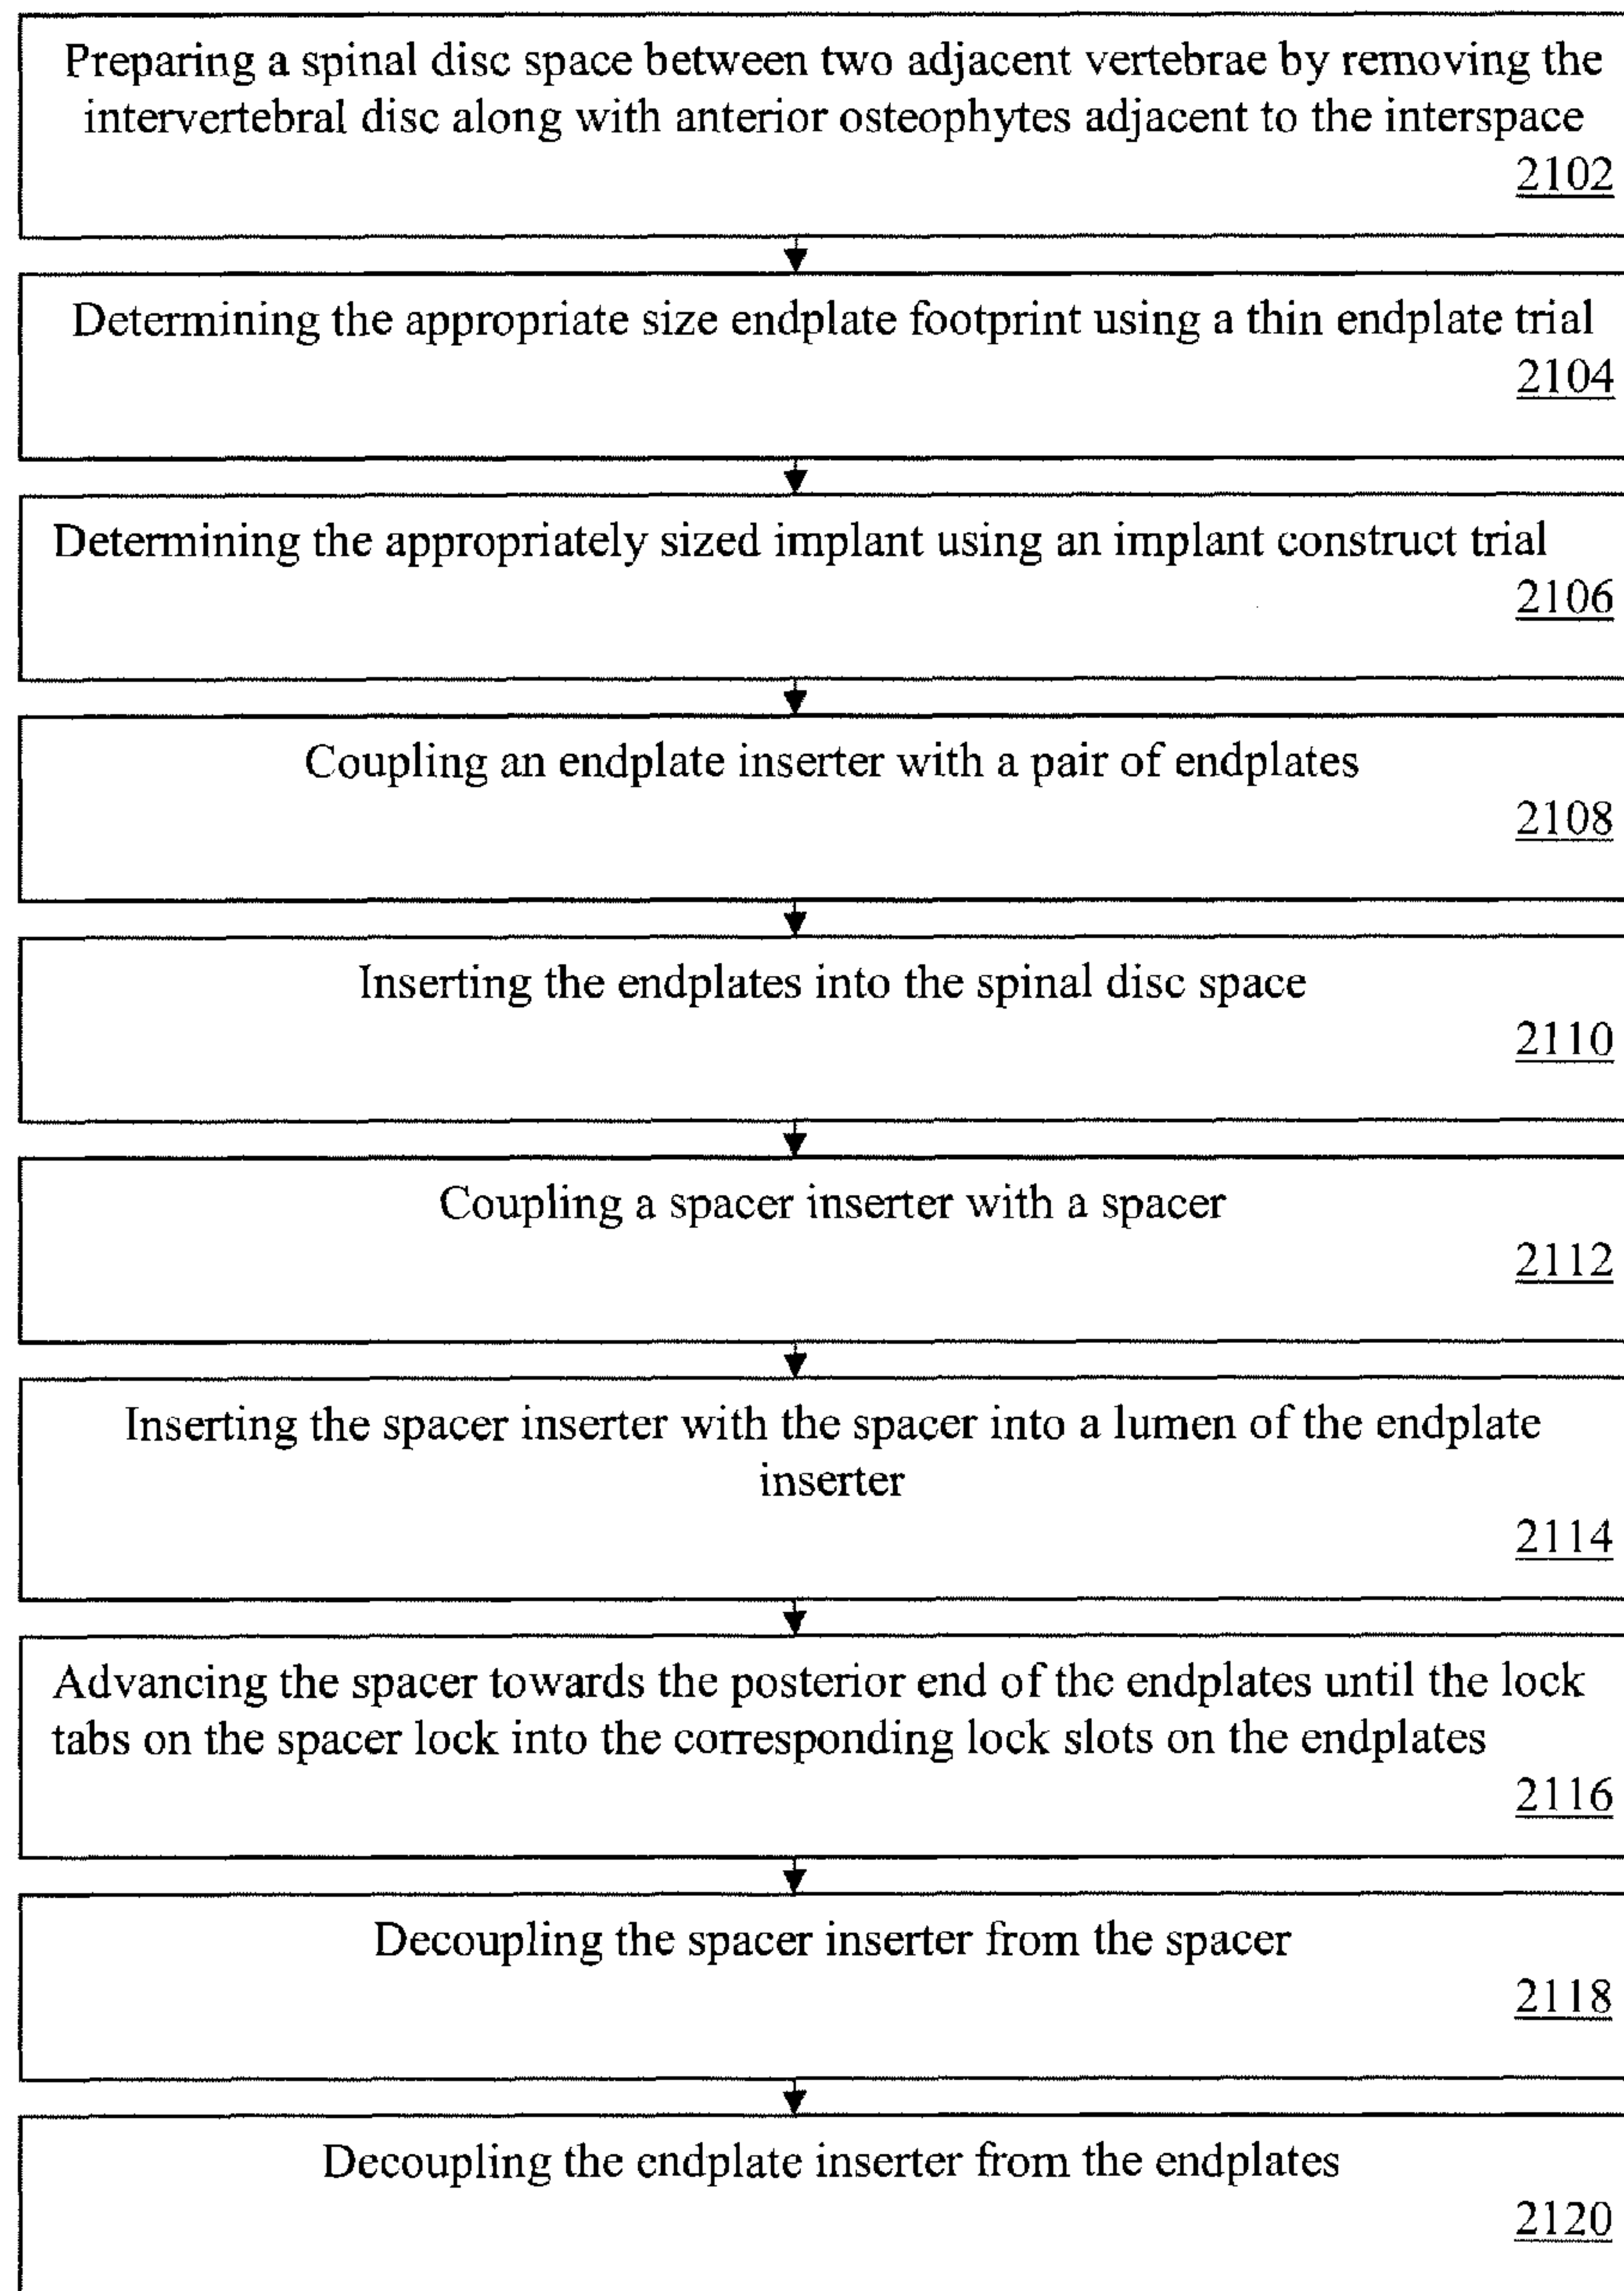 Preparing a spinal disc space between two adjacent vertebrae by removing the
intervertebral disc along with anterior osteophytes adjacent to the interspace
2102
Determining the appropriate size endplate footprint using a thin endplate trial
2104
Determining the appropriately sized implant using an implant construct trial
2106
Coupling an endplate inserter with a pair of endplates
2108
Inserting the endplates into the spinal disc space
2110
Coupling a spacer inserter with a spacer
2112
Inserting the spacer inserter with the spacer into a lumen of the endplate
inserter
2114
Advancing the spacer towards the posterior end of the endplates until the lock
tabs on the spacer lock into the corresponding lock slots on the endplates
2116
Decoupling the spacer inserter from the spacer
2118
Decoupling the endplate inserter from the endplates
2120